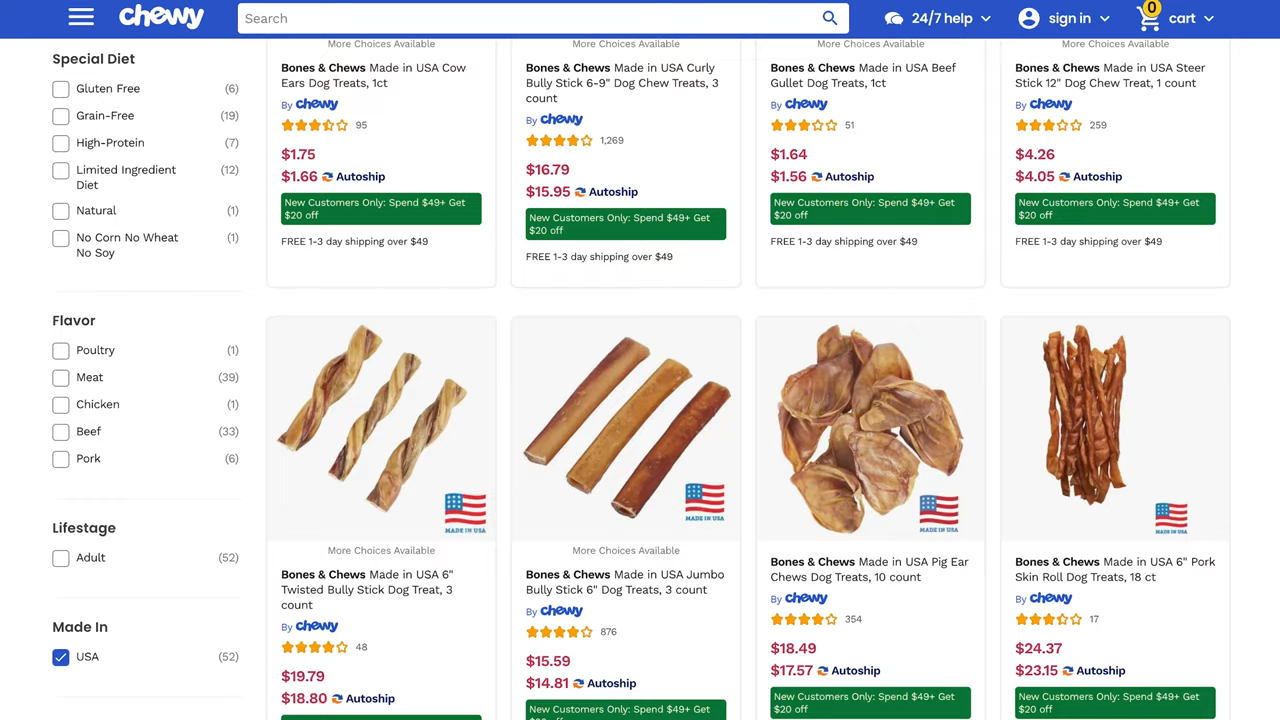 chewy
Search
24/7 help
sign in
0
cart
Special Diet
Gluten Free (6)
Grain-Free (19)
High-Protein (7)
Limited Ingredient (12)
Diet
Natural (1)
No Corn No Wheat (1)
No Soy
Flavor
Poultry (1)
Meat (39)
Chicken (1)
Beef (33)
Pork (6)
Lifestage
Adult (52)
Made In
USA (52)
More Choices Available
Bones & Chews Made in USA Cow
Ears Dog Treats, 1ct
By chewy
95
$1.75
$1.66 Autoship
New Customers Only: Spend $49+ Get
$20 off
FREE 1-3 day shipping over $49
More Choices Available
Bones & Chews Made in USA Curly
Bully Stick 6-9" Dog Chew Treats, 3
count
By chewy
1,269
$16.79
$15.95 Autoship
New Customers Only: Spend $49+ Get
$20 off
FREE 1-3 day shipping over $49
More Choices Available
Bones & Chews Made in USA Beef
Gullet Dog Treats, 1ct
By chewy
51
$1.64
$1.56 Autoship
New Customers Only: Spend $49+ Get
$20 off
FREE 1-3 day shipping over $49
More Choices Available
Bones & Chews Made in USA Steer
Stick 12" Dog Chew Treat, 1 count
By chewy
259
$4.26
$4.05 Autoship
New Customers Only: Spend $49+ Get
$20 off
FREE 1-3 day shipping over $49
MADE IN USA
More Choices Available
Bones & Chews Made in USA 6"
Twisted Bully Stick Dog Treat, 3
count
By chewy
48
$19.79
$18.80 Autoship
MADE IN USA
More Choices Available
Bones & Chews Made in USA Jumbo
Bully Stick 6" Dog Treats, 3 count
By chewy
876
$15.59
$14.81 Autoship
New Customers Only: Spend $49+ Get
$20 off
MADE IN USA
Bones & Chews Made in USA Pig Ear
Chews Dog Treats, 10 count
By chewy
354
$18.49
$17.57 Autoship
New Customers Only: Spend $49+ Get
$20 off
MADE IN USA
Bones & Chews Made in USA 6" Pork
Skin Roll Dog Treats, 18 ct
By chewy
17
$24.37
$23.15 Autoship
New Customers Only: Spend $49+ Get
$20 off